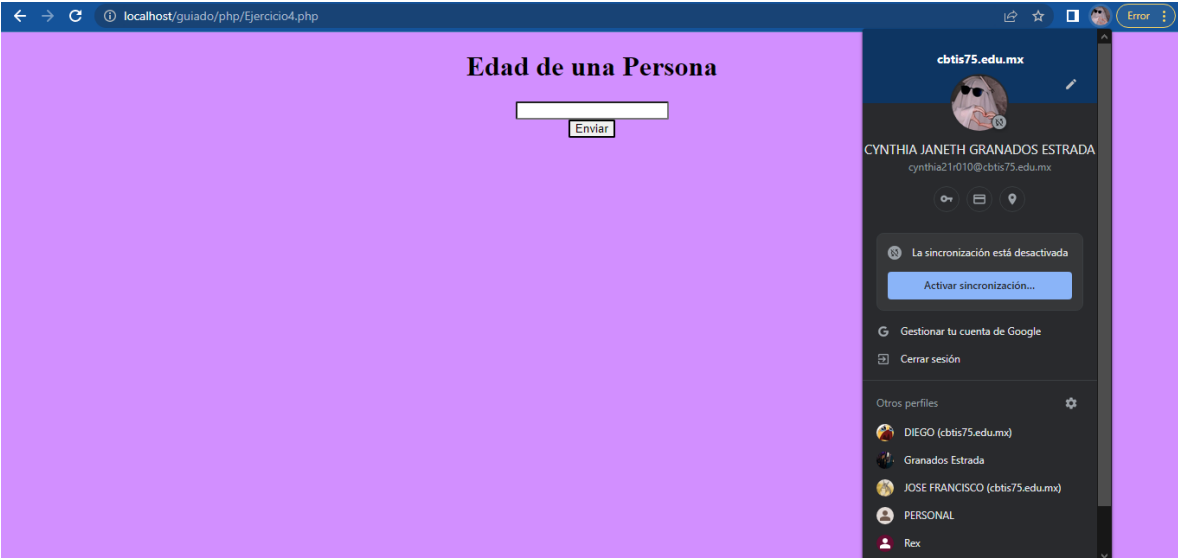 localhost/guiado/php/Ejercicio4.php
Error
Edad de una Persona
Enviar
cbtis75.edu.mx
CYNTHIA JANETH GRANADOS ESTRADA
cynthia21r010@cbtis75.edu.mx
La sincronización está desactivada
Activar sincronización...
G Gestionar tu cuenta de Google
Cerrar sesión
Otros perfiles
DIEGO (cbtis75.edu.mx)
Granados Estrada
JOSE FRANCISCO (cbtis75.edu.mx)
PERSONAL
Rex